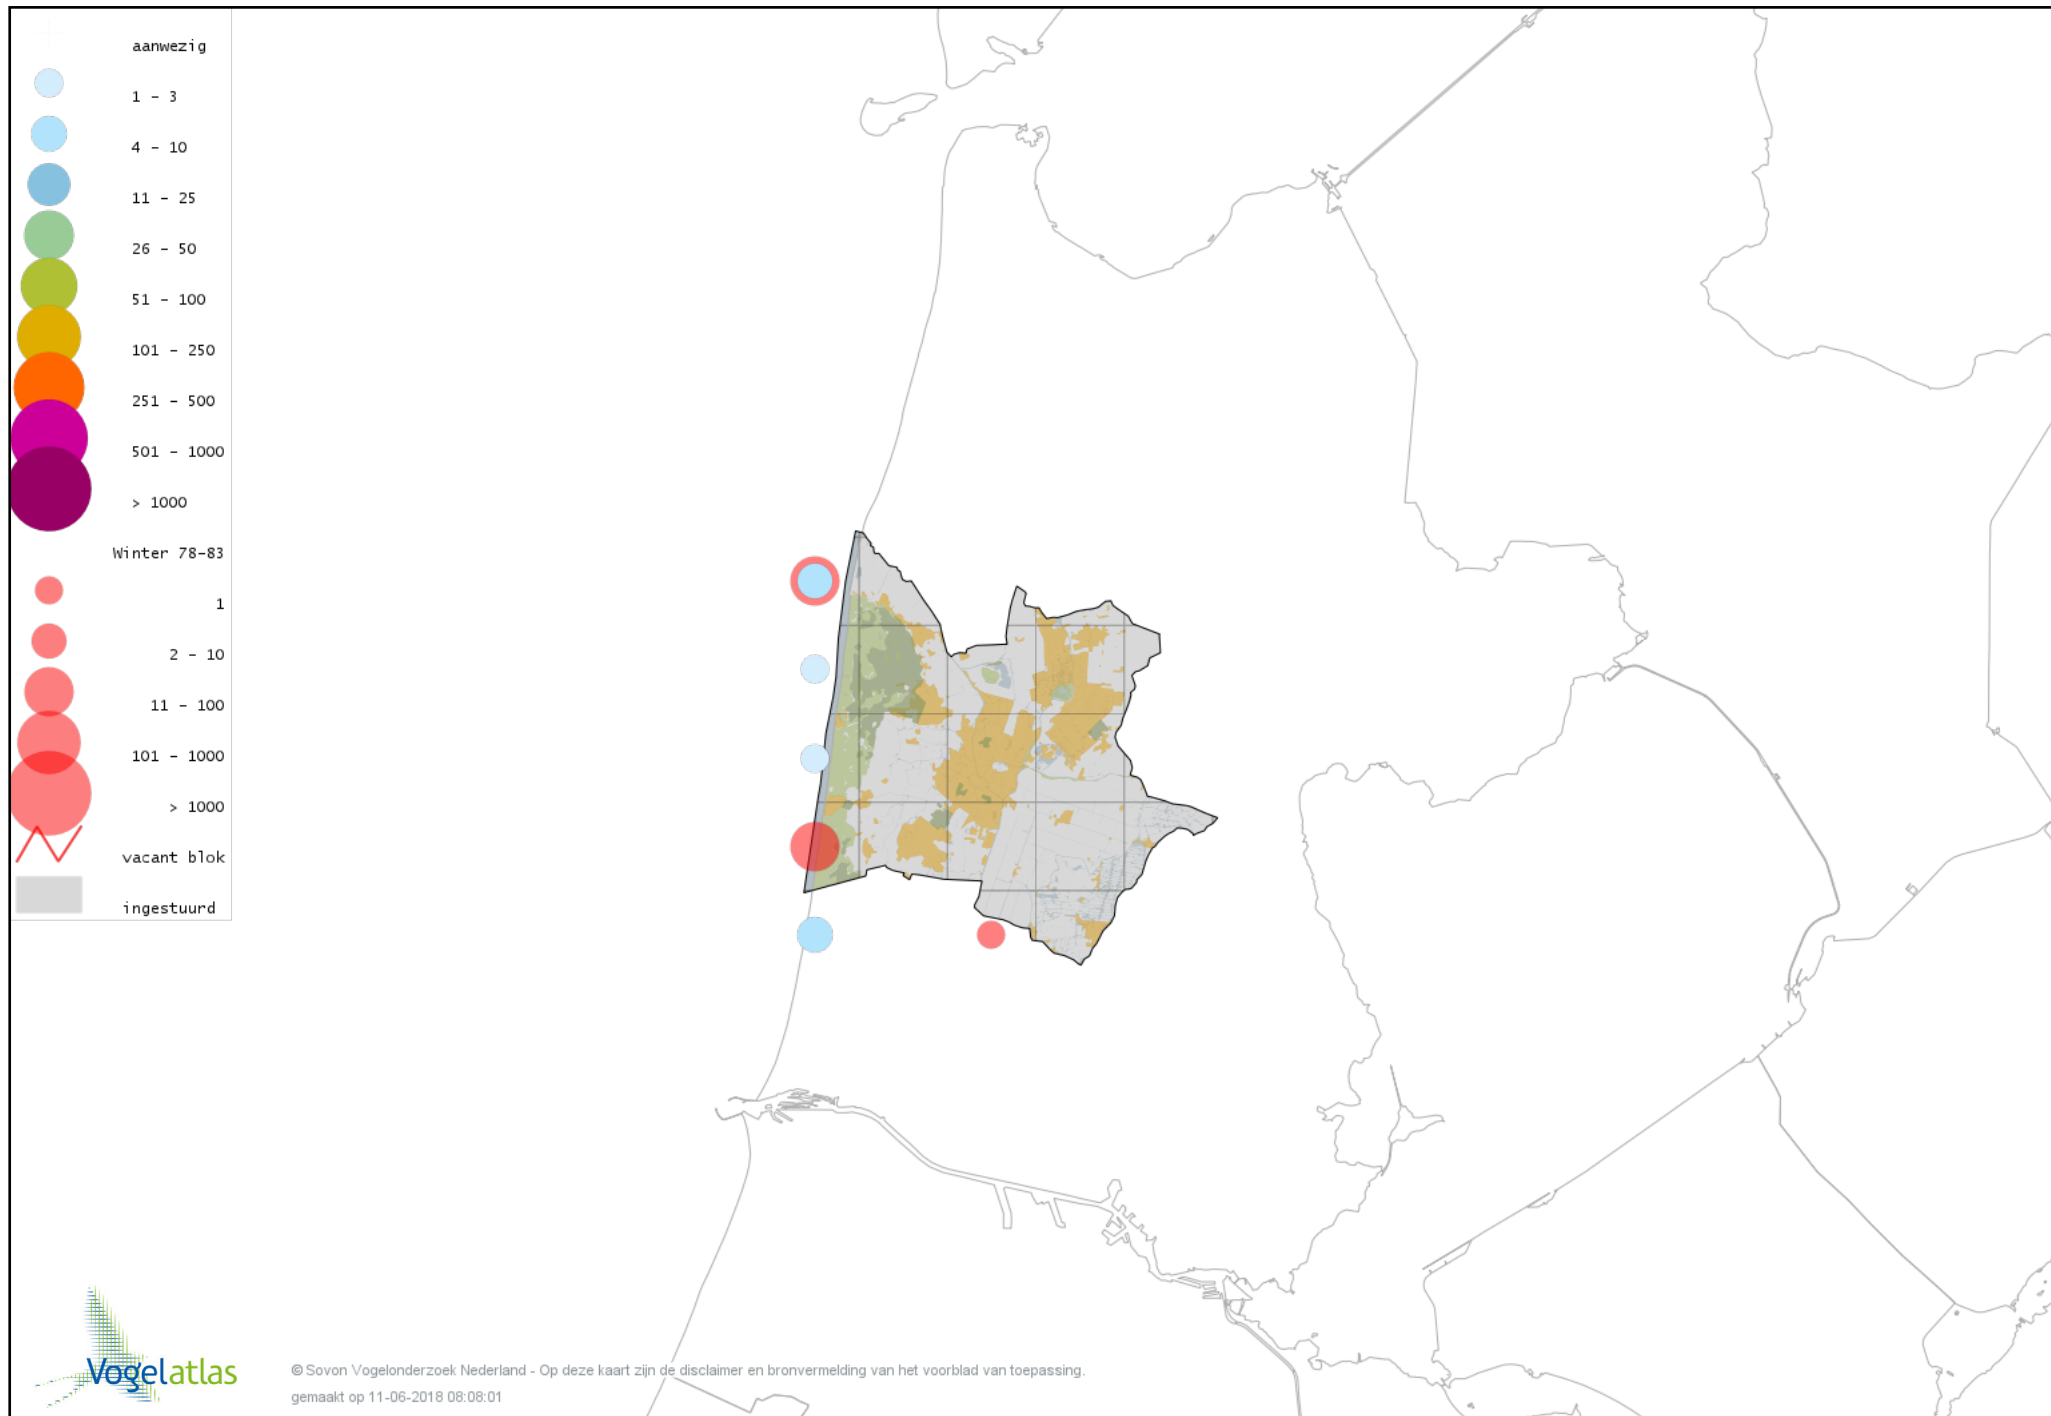 aanwezig
1 - 3
4 - 10
11 - 25
26 - 50
51 - 100
101 - 250
251 - 500
501 - 1000
> 1000
Winter 78-83
1
2 - 10
11 - 100
101 - 1000
> 1000
vacant blok
ingestuurd
Vogelatlas
© Sovon Vogelonderzoek Nederland - Op deze kaart zijn de disclaimer en bronvermelding van het voorblad van toepassing.
gemaakt op 11-06-2018 08:08:01